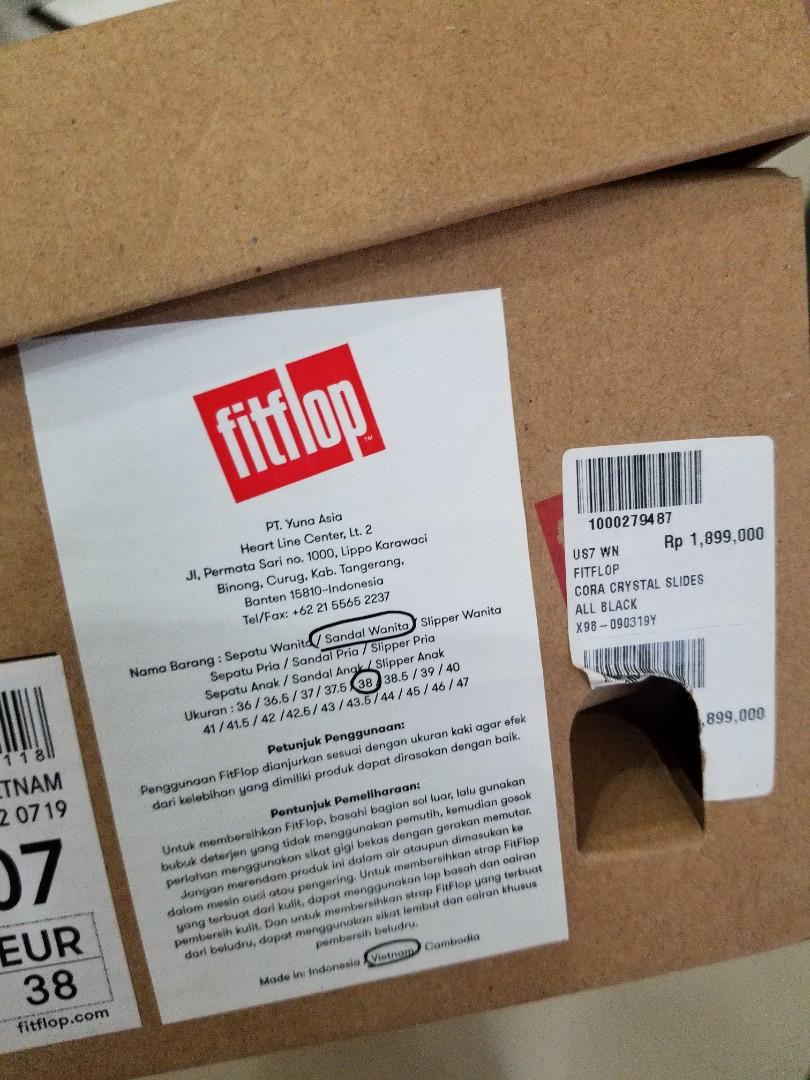 fitflop™
PT. Yuna Asia
Heart Line Center, Lt. 2
Jl, Permata Sari no. 1000, Lippo Karawaci
Binong, Curug, Kab. Tangerang,
Banten 15810-Indonesia
Tel/Fax: +62 21 5565 2237
Nama Barang : Sepatu Wanita / Sandal Wanita / Slipper Wanita
Sepatu Pria / Sandal Pria / Slipper Pria
Sepatu Anak / Sandal Anak / Slipper Anak
Ukuran : 36 / 36.5 / 37 / 37.5 / 38 / 38.5 / 39 / 40
41 / 41.5 / 42 /42.5 / 43 / 43.5 / 44 / 45 / 46 / 47
Petunjuk Penggunaan:
Penggunaan FitFlop dianjurkan sesuai dengan ukuran kaki agar efek
dari kelebihan yang dimiliki produk dapat dirasakan dengan baik.
Pentunjuk Pemeliharaan:
Untuk membersihkan FitFlop, basahi bagian sol luar, lalu gunakan
bubuk deterjen yang tidak menggunakan pemutih, kemudian gosok
perlahan menggunakan sikat gigi bekas dengan gerakan memutar.
Jangan merendam produk ini dalam air ataupun dimasukan ke
dalam mesin cuci atau pengering. Untuk membersihkan strap FitFlop
yang terbuat dari kulit, dapat menggunakan lap basah dan cairan
pembersih kulit. Dan untuk membersihkan strap FitFlop yang terbuat
dari beludru, dapat menggunakan sikat lembut dan cairan khusus
pembersih beludru.
Made in: Indonesia / Vietnam / Cambodia
1000279487
US7 WN Rp 1,899,000
FITFLOP
CORA CRYSTAL SLIDES
ALL BLACK
X98-090319Y
,899,000
118
ETNAM
2 0719
07
EUR
38
fitflop.com